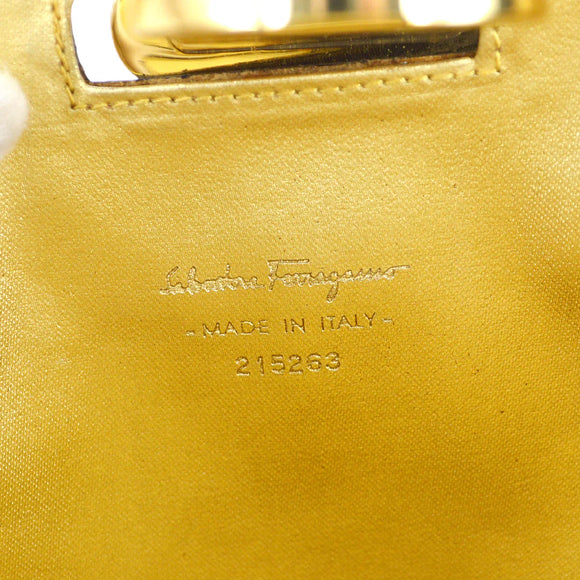 Salvatore Ferragamo
- MADE IN ITALY -
215263